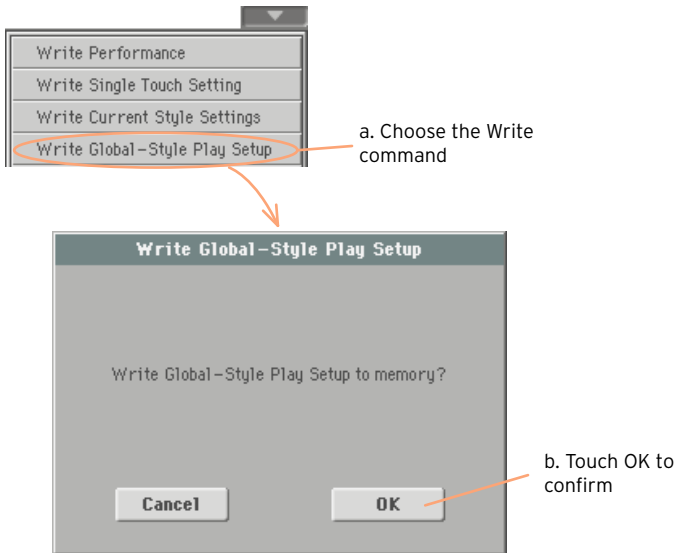 Write Performance
Write Single Touch Setting
Write Current Style Settings
Write Global-Style Play Setup
a. Choose the Write
command
Write Global-Style Play Setup
Write Global-Style Play Setup to memory?
Cancel
OK
b. Touch OK to
confirm